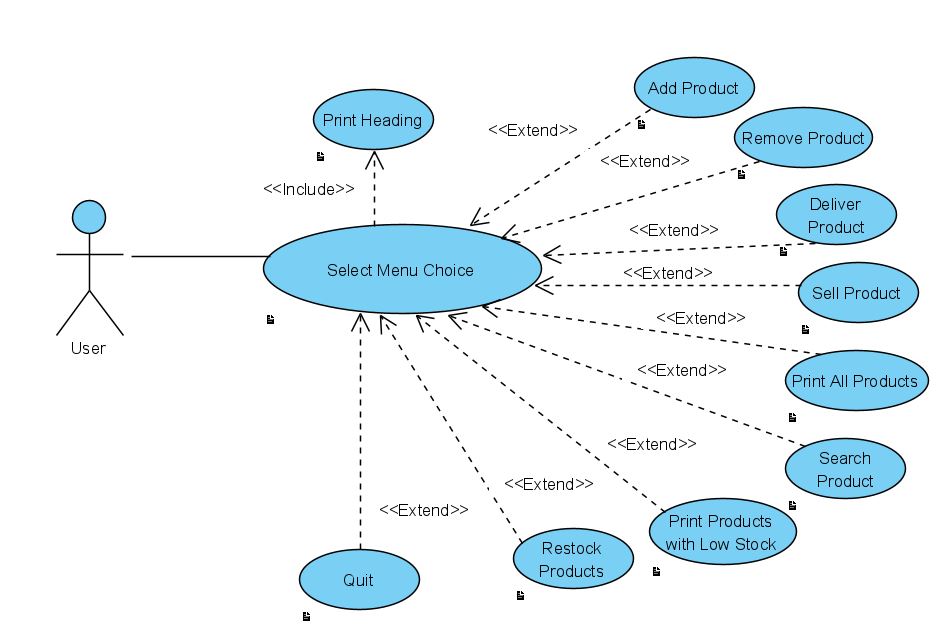 Add Product
Print Heading
<<Extend>>
Remove Product
<<Extend>>
<<Include>>
Deliver
Product
<<Extend>>
Select Menu Choice
<<Extend>>
Sell Product
<<Extend>>
User
<<Extend>>
Print All Products
<<Extend>>
Search
Product
<<Extend>>
<<Extend>>
Print Products
with Low Stock
Restock
Products
Quit